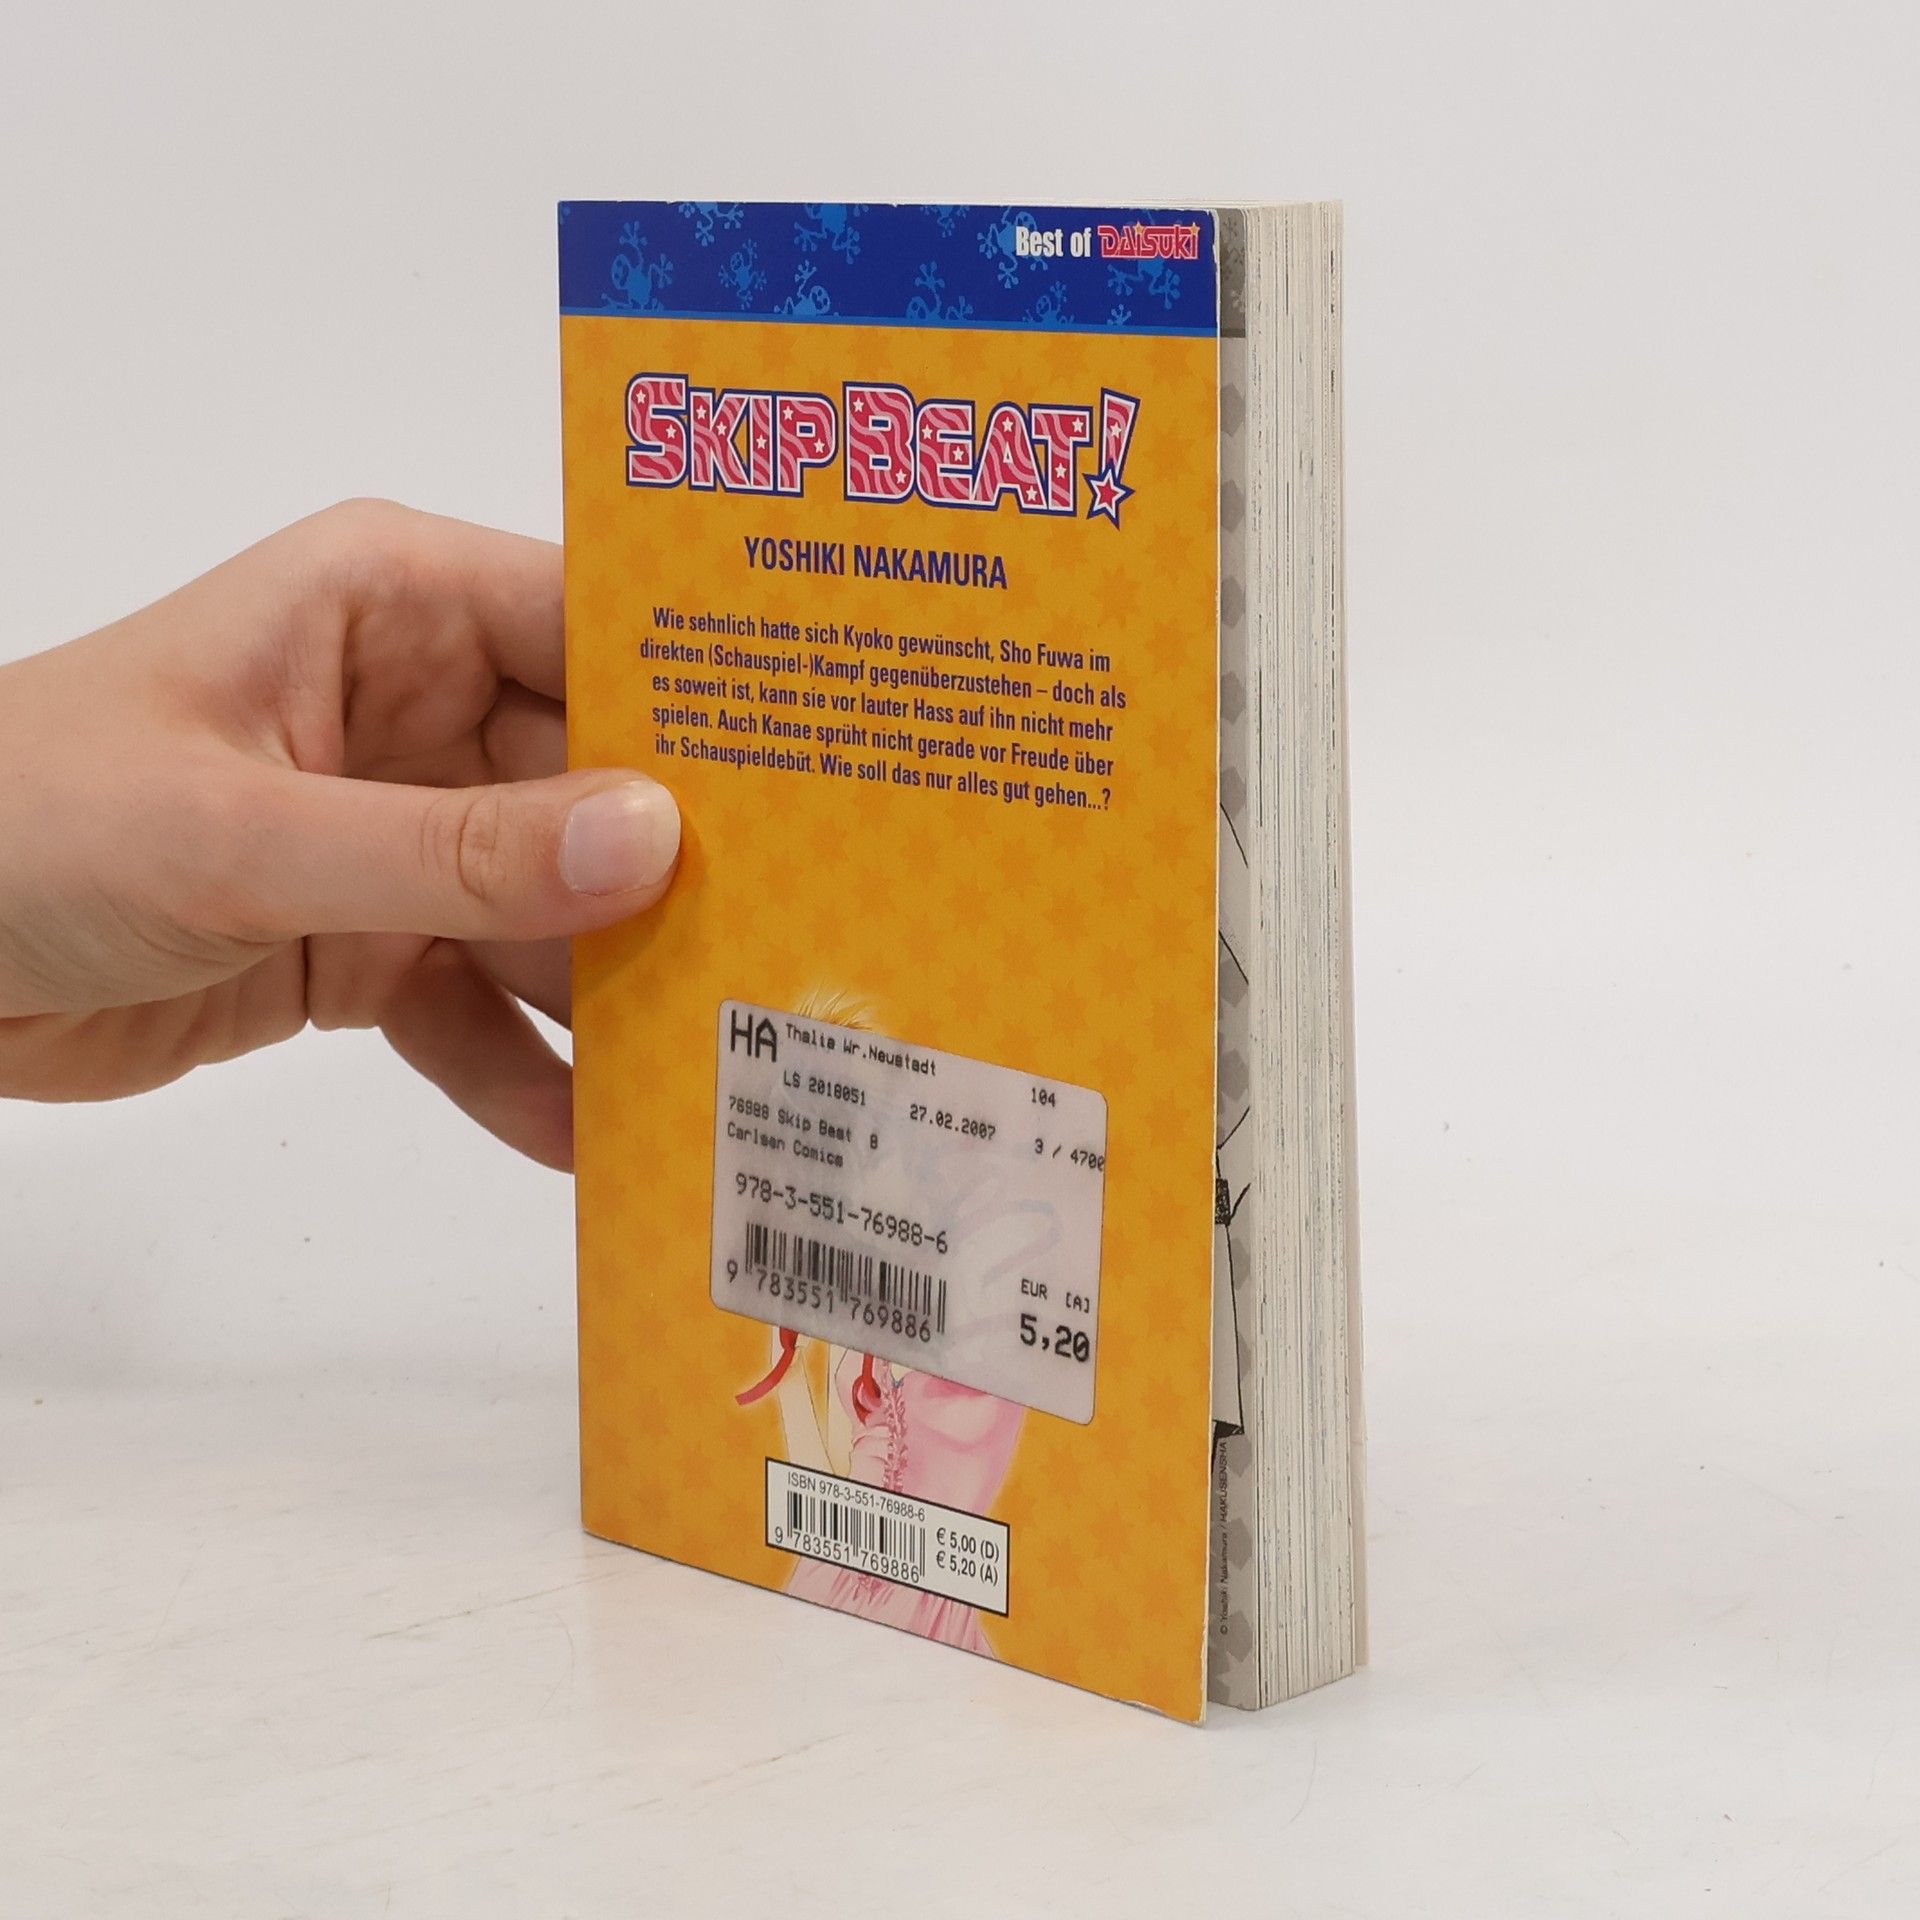 Best of DAISUKI
SKIP BEAT!
YOSHIKI NAKAMURA
Wie sehnlich hatte sich Kyoko gewünscht, Sho Fuwa im
direkten (Schauspiel-)Kampf gegenüberzustehen – doch als
es soweit ist, kann sie vor lauter Hass auf ihn nicht mehr
spielen. Auch Kanae sprüht nicht gerade vor Freude über
ihr Schauspieldebüt. Wie soll das nur alles gut gehen...?
HA Thalia Wr.Neustadt
104
LS 2018051 27.02.2007 3 / 4700
76988 Skip Beat 8
Carlsen Comics
978-3-551-76988-6
9 783551 769886
EUR [A]
5,20
ISBN 978-3-551-76988-6
9 783551 769886
€ 5,00 (D)
€ 5,20 (A)
© Yoshiki Nakamura / HAKUSENSHA